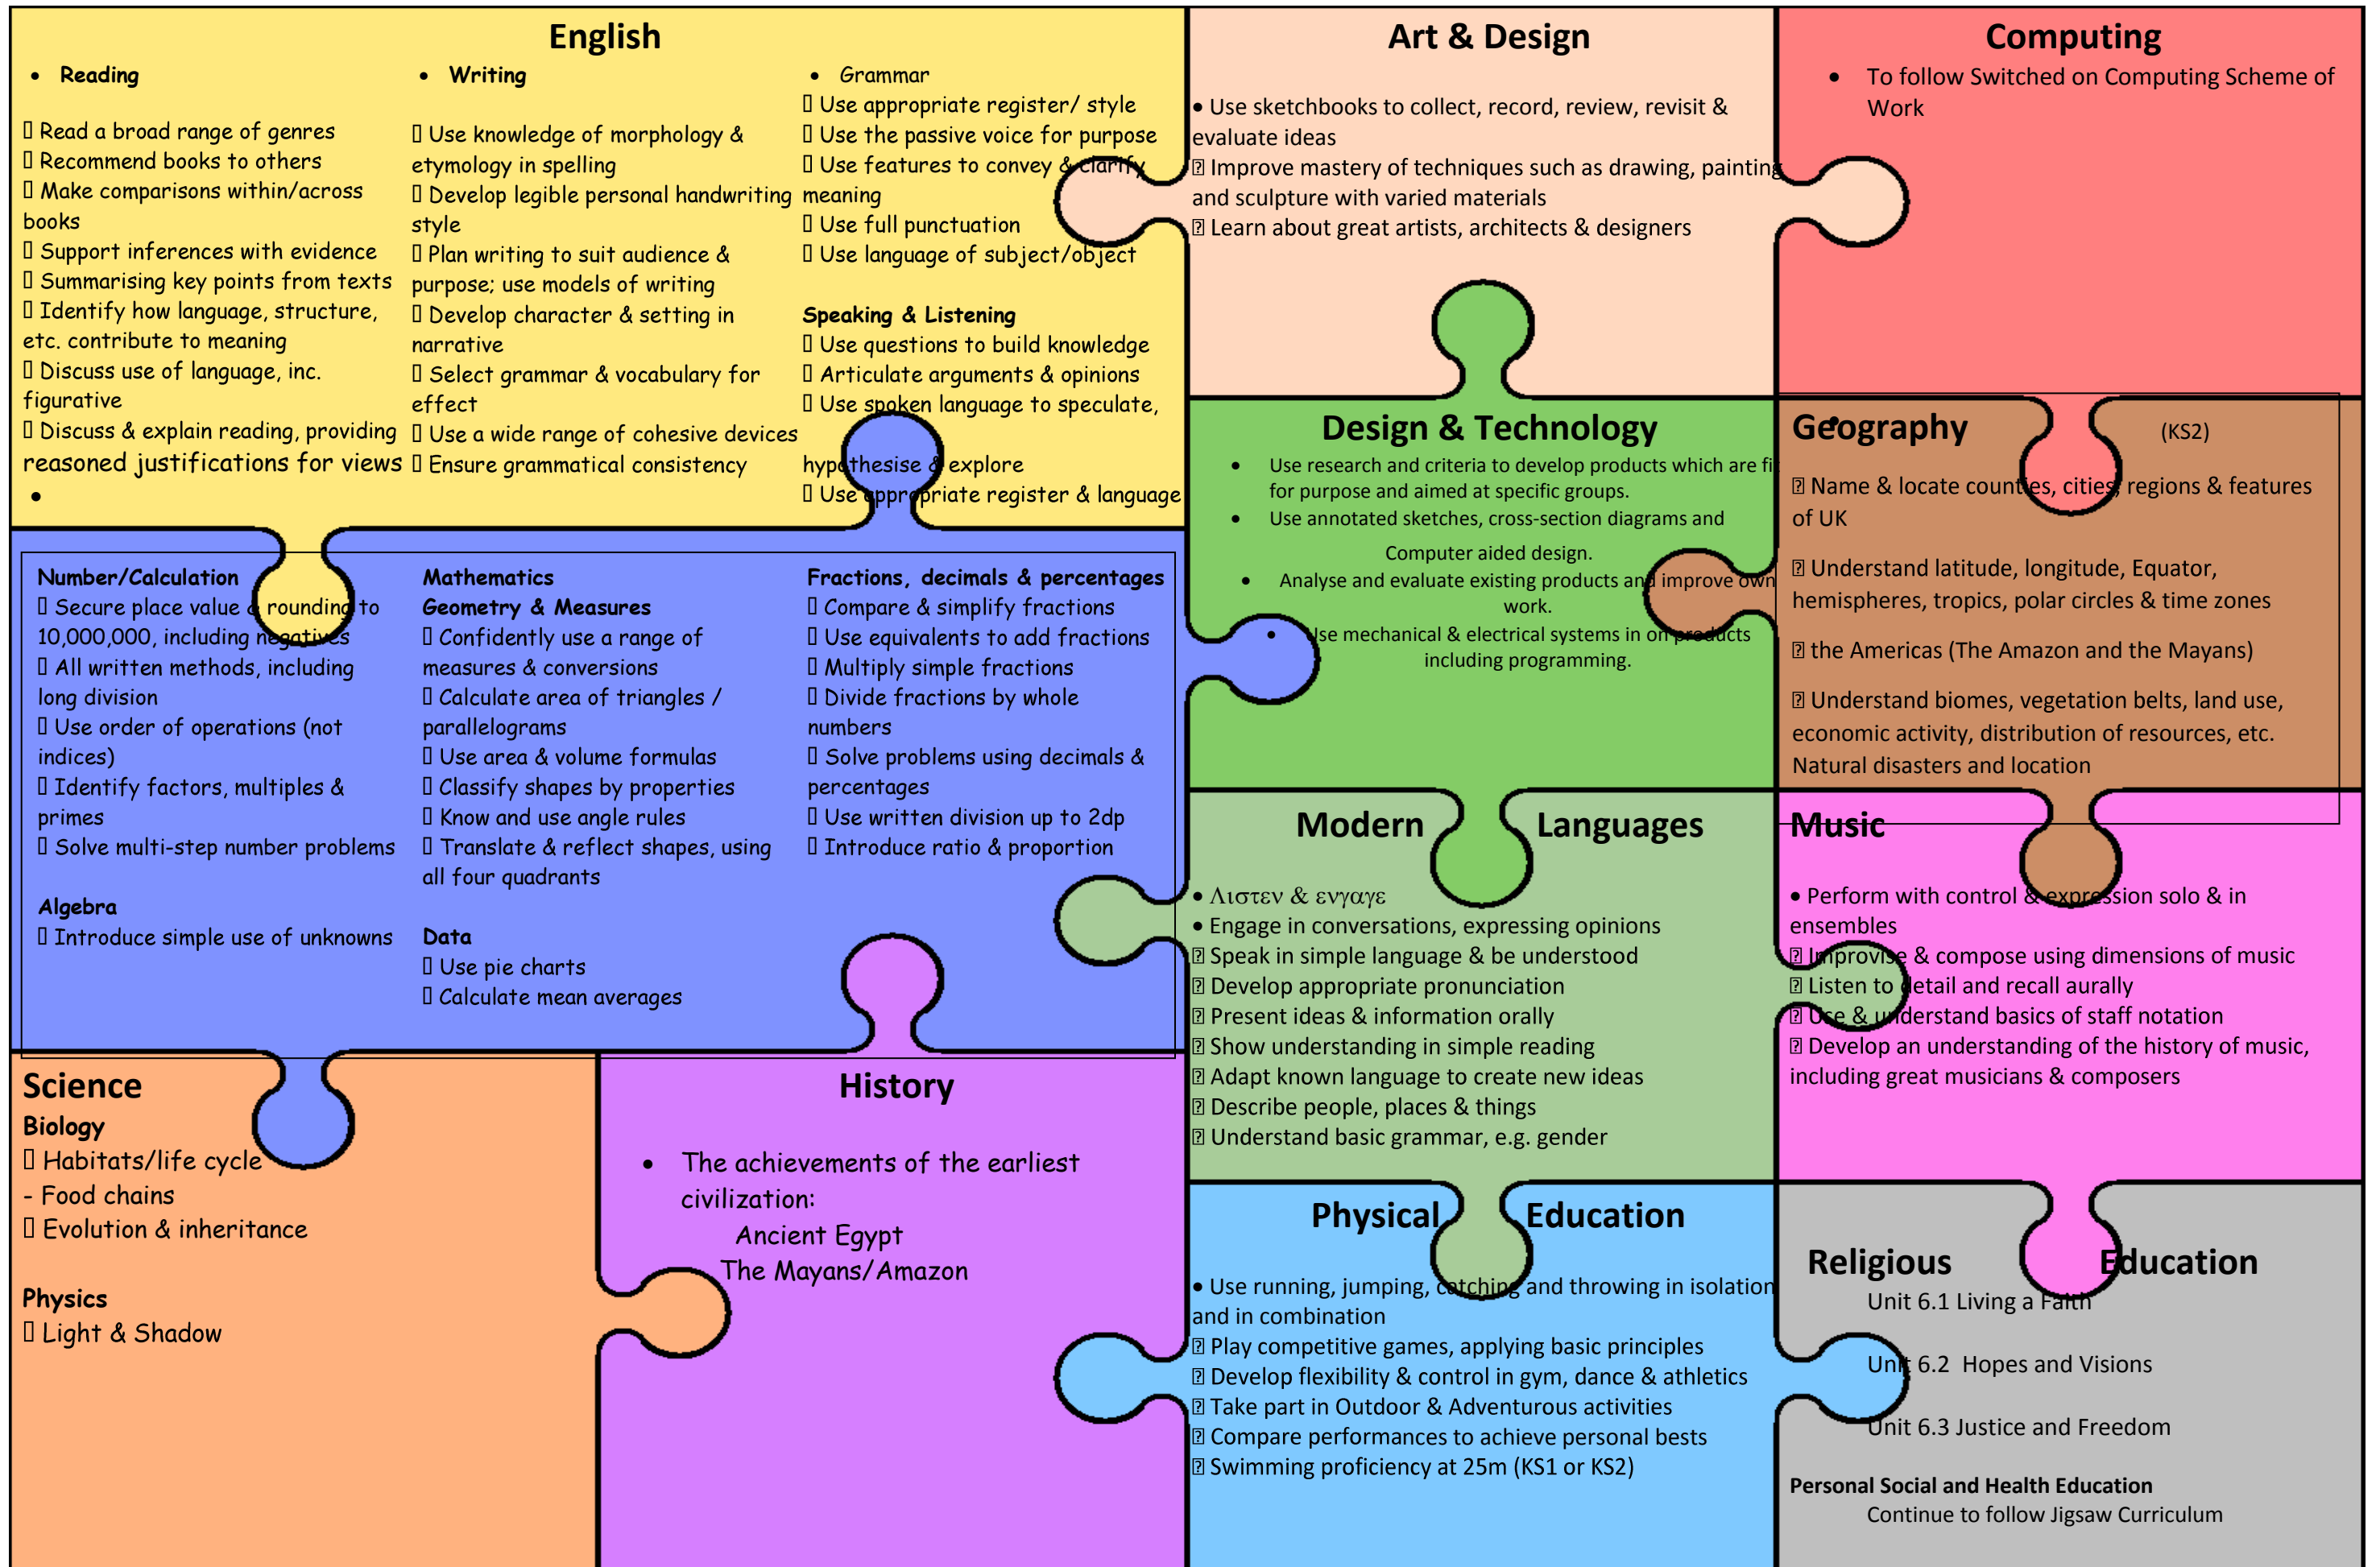 English
• Reading
▯ Read a broad range of genres
▯ Recommend books to others
▯ Make comparisons within/across
books
▯ Support inferences with evidence
▯ Summarising key points from texts
▯ Identify how language, structure,
etc. contribute to meaning
▯ Discuss use of language, inc.
figurative
▯ Discuss & explain reading, providing
reasoned justifications for views
•
• Writing
▯ Use knowledge of morphology &
etymology in spelling
▯ Develop legible personal handwriting
style
▯ Plan writing to suit audience &
purpose; use models of writing
▯ Develop character & setting in
narrative
▯ Select grammar & vocabulary for
effect
▯ Use a wide range of cohesive devices
▯ Ensure grammatical consistency
• Grammar
▯ Use appropriate register/ style
▯ Use the passive voice for purpose
▯ Use features to convey & clarify
meaning
▯ Use full punctuation
▯ Use language of subject/object
Speaking & Listening
▯ Use questions to build knowledge
▯ Articulate arguments & opinions
▯ Use spoken language to speculate,
hypothesise & explore
▯ Use appropriate register & language
Art & Design
• Use sketchbooks to collect, record, review, revisit &
evaluate ideas
⍰ Improve mastery of techniques such as drawing, painting
and sculpture with varied materials
⍰ Learn about great artists, architects & designers
Computing
• To follow Switched on Computing Scheme of
Work
Design & Technology
• Use research and criteria to develop products which are fit
for purpose and aimed at specific groups.
• Use annotated sketches, cross-section diagrams and
Computer aided design.
• Analyse and evaluate existing products and improve own
work.
• Use mechanical & electrical systems in on products
including programming.
• Geography (KS2)
⍰ Name & locate counties, cities, regions & features
of UK
⍰ Understand latitude, longitude, Equator,
hemispheres, tropics, polar circles & time zones
⍰ the Americas (The Amazon and the Mayans)
⍰ Understand biomes, vegetation belts, land use,
economic activity, distribution of resources, etc.
Natural disasters and location
Number/Calculation
▯ Secure place value & rounding to
10,000,000, including negatives
▯ All written methods, including
long division
▯ Use order of operations (not
indices)
▯ Identify factors, multiples &
primes
▯ Solve multi-step number problems
Algebra
▯ Introduce simple use of unknowns
Mathematics
Geometry & Measures
▯ Confidently use a range of
measures & conversions
▯ Calculate area of triangles /
parallelograms
▯ Use area & volume formulas
▯ Classify shapes by properties
▯ Know and use angle rules
▯ Translate & reflect shapes, using
all four quadrants
Data
▯ Use pie charts
▯ Calculate mean averages
Fractions, decimals & percentages
▯ Compare & simplify fractions
▯ Use equivalents to add fractions
▯ Multiply simple fractions
▯ Divide fractions by whole
numbers
▯ Solve problems using decimals &
percentages
▯ Use written division up to 2dp
▯ Introduce ratio & proportion
Modern Languages
• Λιστεν & ενγαγε
• Engage in conversations, expressing opinions
⍰ Speak in simple language & be understood
⍰ Develop appropriate pronunciation
⍰ Present ideas & information orally
⍰ Show understanding in simple reading
⍰ Adapt known language to create new ideas
⍰ Describe people, places & things
⍰ Understand basic grammar, e.g. gender
Music
• Perform with control & expression solo & in
ensembles
⍰ Improvise & compose using dimensions of music
⍰ Listen to detail and recall aurally
⍰ Use & understand basics of staff notation
⍰ Develop an understanding of the history of music,
including great musicians & composers
Science
Biology
▯ Habitats/life cycle
- Food chains
▯ Evolution & inheritance
Physics
▯ Light & Shadow
History
• The achievements of the earliest
civilization:
Ancient Egypt
The Mayans/Amazon
Physical Education
• Use running, jumping, catching and throwing in isolation
and in combination
⍰ Play competitive games, applying basic principles
⍰ Develop flexibility & control in gym, dance & athletics
⍰ Take part in Outdoor & Adventurous activities
⍰ Compare performances to achieve personal bests
⍰ Swimming proficiency at 25m (KS1 or KS2)
Religious Education
Unit 6.1 Living a Faith
Unit 6.2 Hopes and Visions
Unit 6.3 Justice and Freedom
Personal Social and Health Education
Continue to follow Jigsaw Curriculum